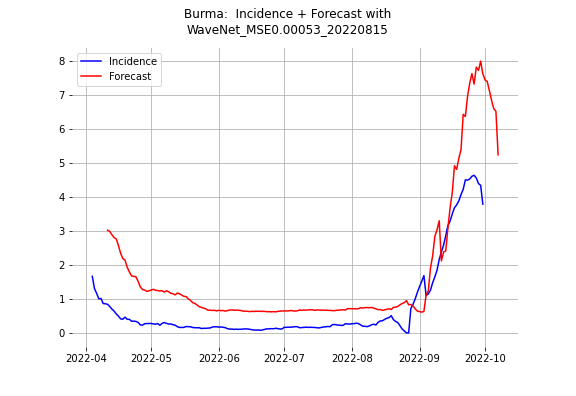 Burma:  Incidence + Forecast with
WaveNet_MSE0.00053_20220815
Incidence
Forecast
8
7
6
5
4
3
2
1
0
2022-04 2022-05 2022-06 2022-07 2022-08 2022-09 2022-10